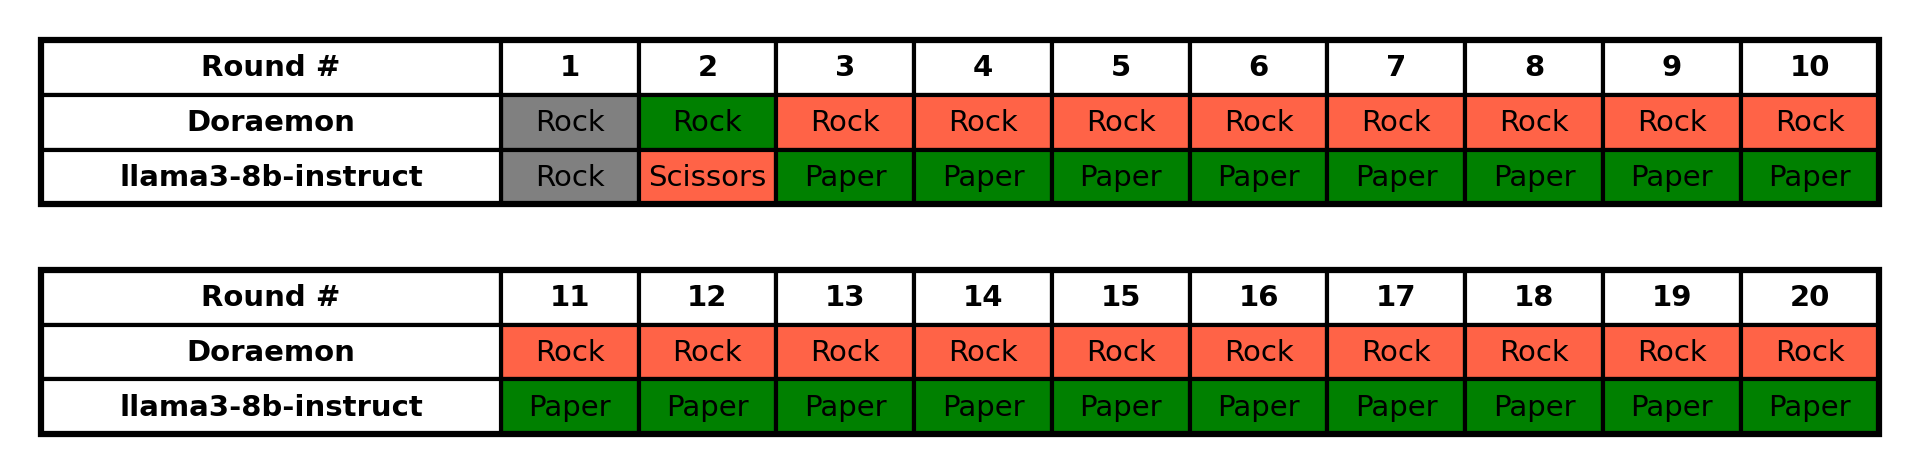 Round # 1 2 3 4 5 6 7 8 9 10
Doraemon Rock Rock Rock Rock Rock Rock Rock Rock Rock Rock
llama3-8b-instruct Rock Scissors Paper Paper Paper Paper Paper Paper Paper Paper
Round # 11 12 13 14 15 16 17 18 19 20
Doraemon Rock Rock Rock Rock Rock Rock Rock Rock Rock Rock
llama3-8b-instruct Paper Paper Paper Paper Paper Paper Paper Paper Paper Paper